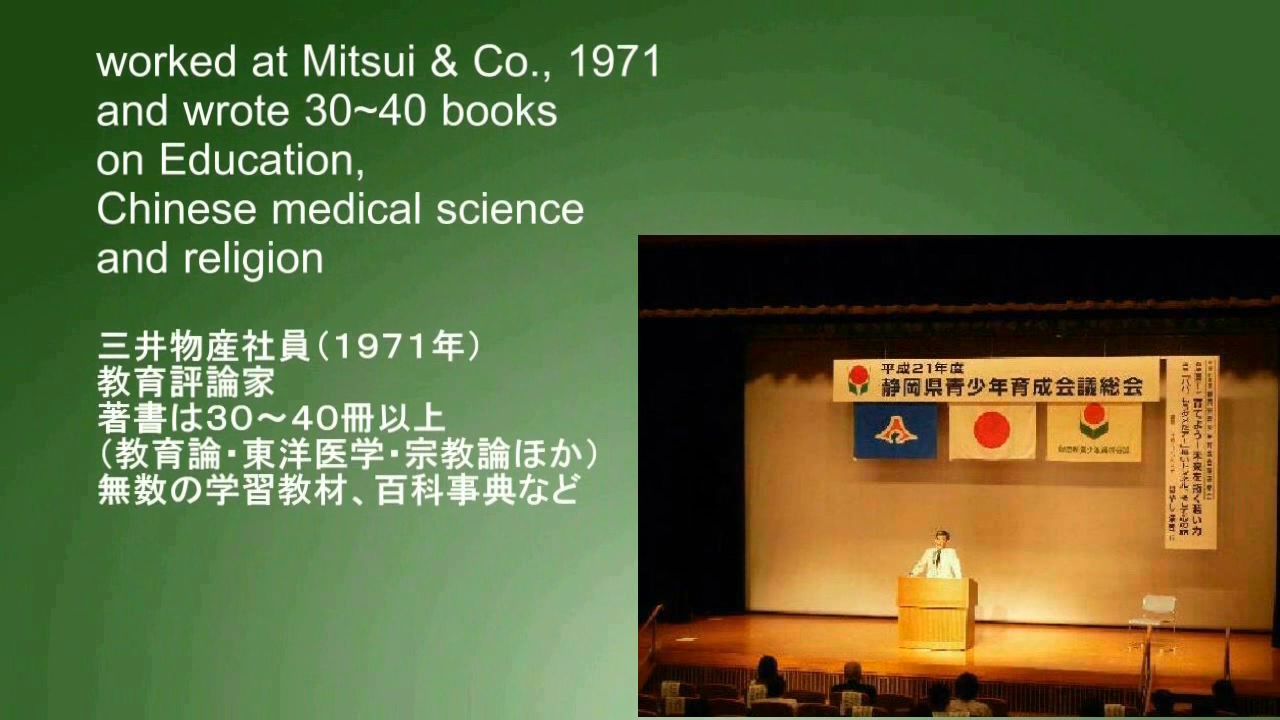 worked at Mitsui & Co., 1971
and wrote 30~40 books
on Education,
Chinese medical science
and religion
三井物産社員（1971年）
教育評論家
著書は30～40冊以上
（教育論・東洋医学・宗教論ほか）
無数の学習教材、百科事典など
平成21年度
静岡県青少年育成会議総会